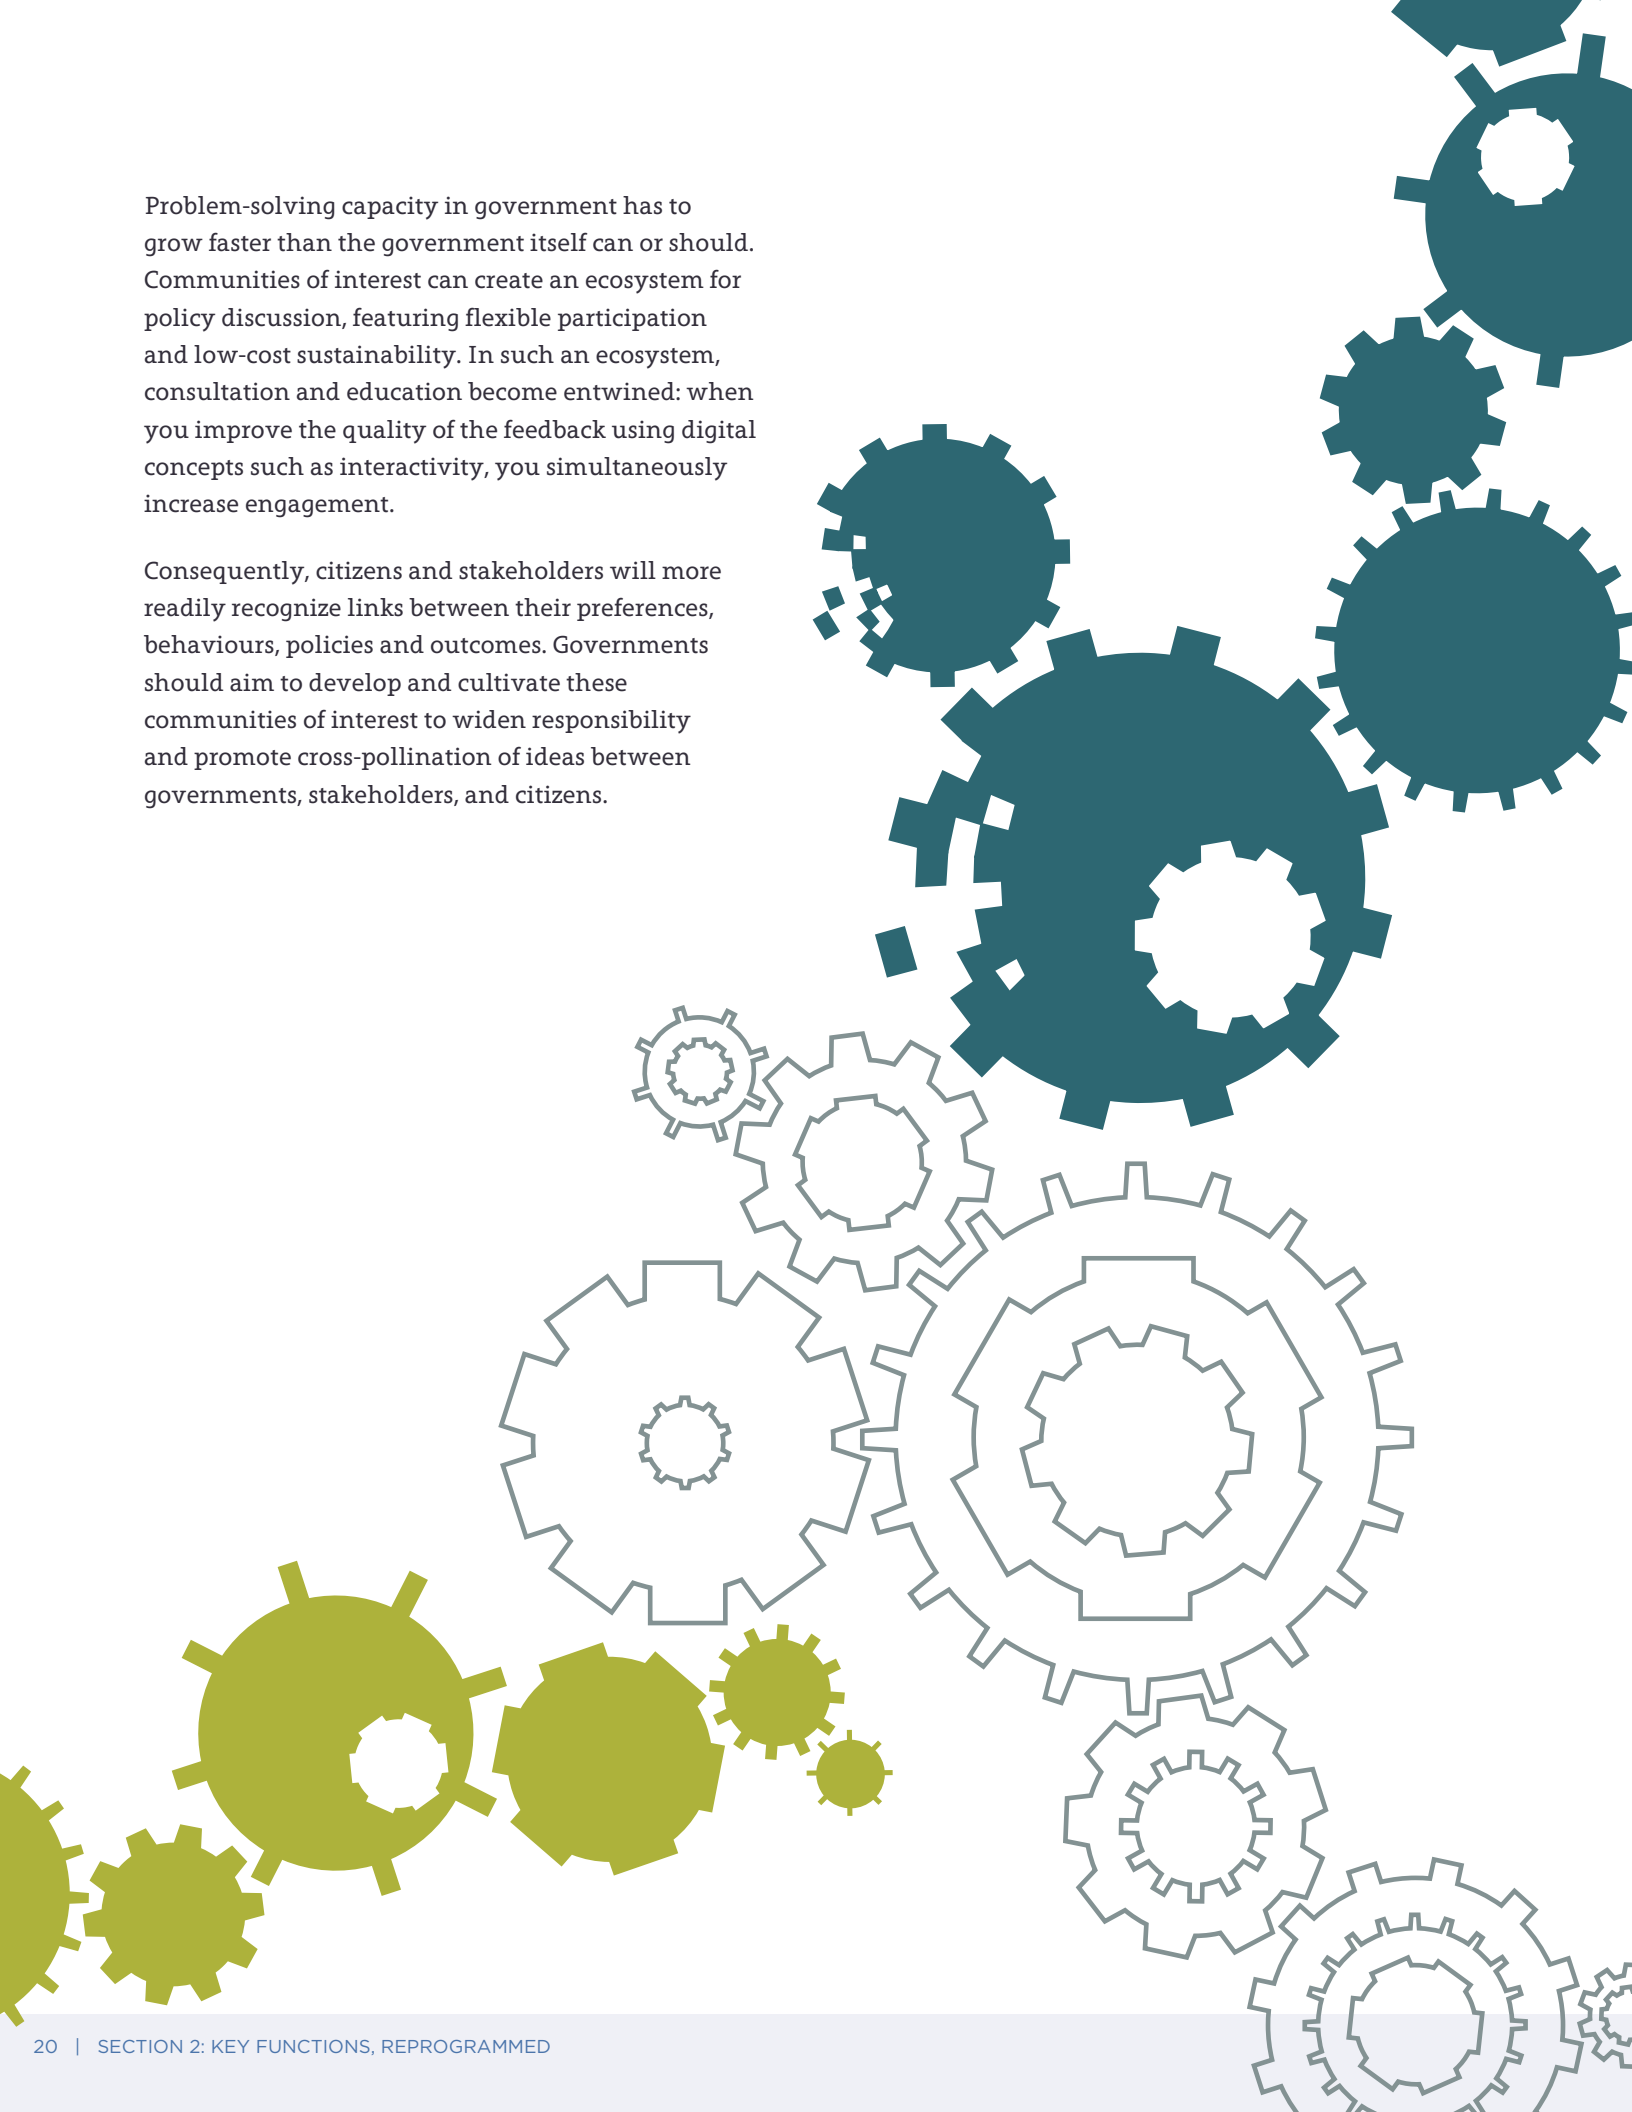 Problem-solving capacity in government has to
grow faster than the government itself can or should.
Communities of interest can create an ecosystem for
policy discussion, featuring flexible participation
and low-cost sustainability. In such an ecosystem,
consultation and education become entwined: when
you improve the quality of the feedback using digital
concepts such as interactivity, you simultaneously
increase engagement.
Consequently, citizens and stakeholders will more
readily recognize links between their preferences,
behaviours, policies and outcomes. Governments
should aim to develop and cultivate these
communities of interest to widen responsibility
and promote cross-pollination of ideas between
governments, stakeholders, and citizens.
20 | SECTION 2: KEY FUNCTIONS, REPROGRAMMED